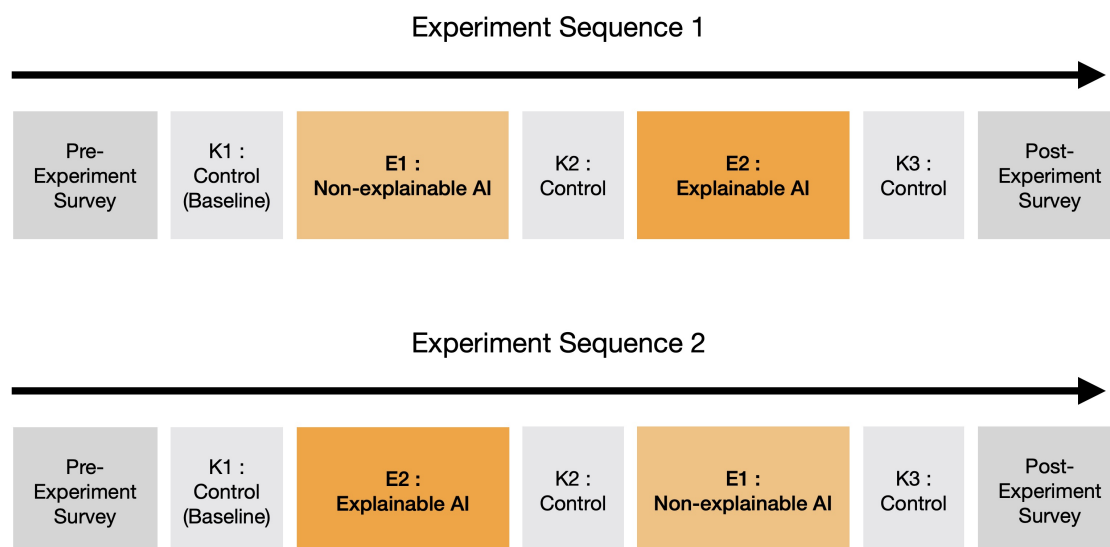 Experiment Sequence 1
Pre-
Experiment
Survey
K1 :
Control
(Baseline)
E1 :
Non-explainable AI
K2 :
Control
E2 :
Explainable AI
K3 :
Control
Post-
Experiment
Survey
Experiment Sequence 2
Pre-
Experiment
Survey
K1 :
Control
(Baseline)
E2 :
Explainable AI
K2 :
Control
E1 :
Non-explainable AI
K3 :
Control
Post-
Experiment
Survey